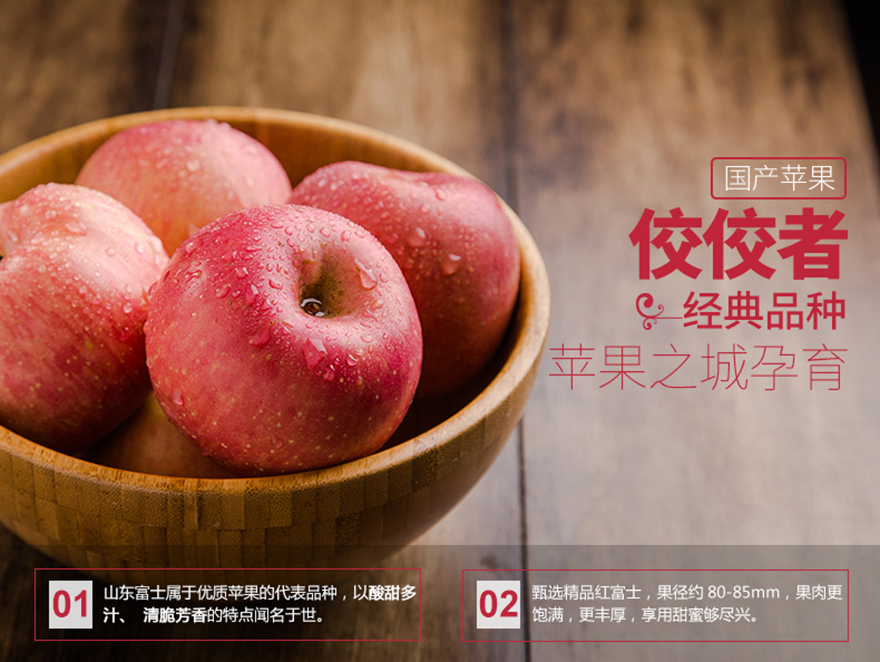 国产苹果
佼佼者
经典品种
苹果之城孕育
01
山东富士属于优质苹果的代表品种，以酸甜多
汁、 清脆芳香的特点闻名于世。
02
甄选精品红富士，果径约 80-85mm，果肉更
饱满，更丰厚，享用甜蜜够尽兴。